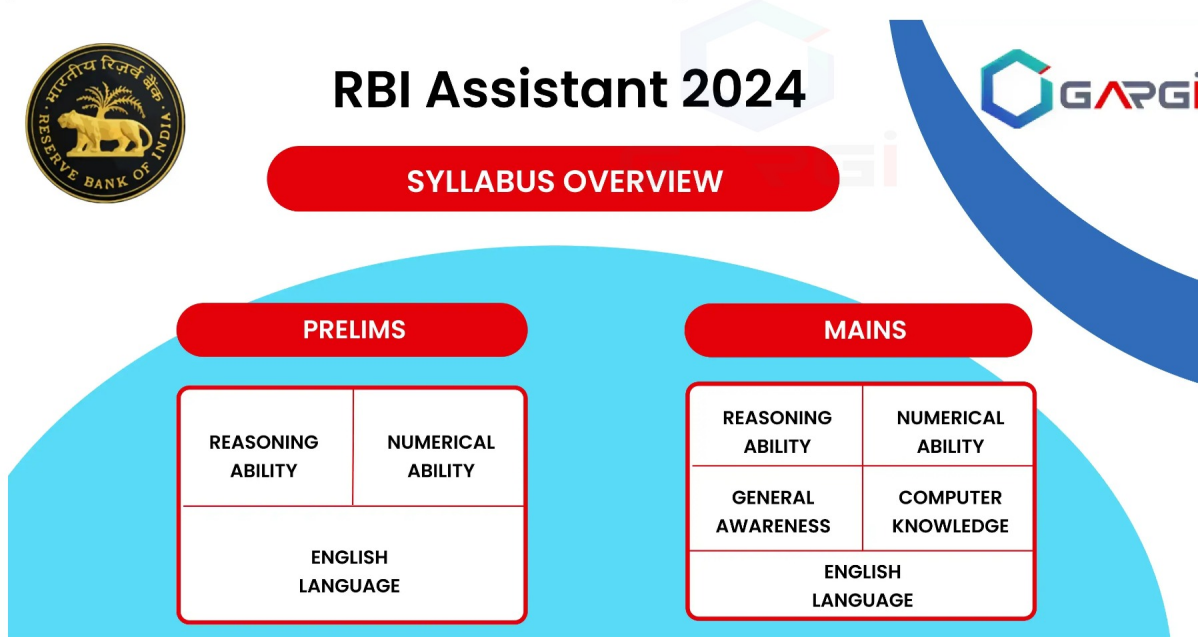 भारतीय रिज़र्व बैंक
RESERVE BANK OF INDIA
RBI Assistant 2024
GARGi
SYLLABUS OVERVIEW
PRELIMS
REASONING
ABILITY
NUMERICAL
ABILITY
ENGLISH
LANGUAGE
MAINS
REASONING
ABILITY
NUMERICAL
ABILITY
GENERAL
AWARENESS
COMPUTER
KNOWLEDGE
ENGLISH
LANGUAGE